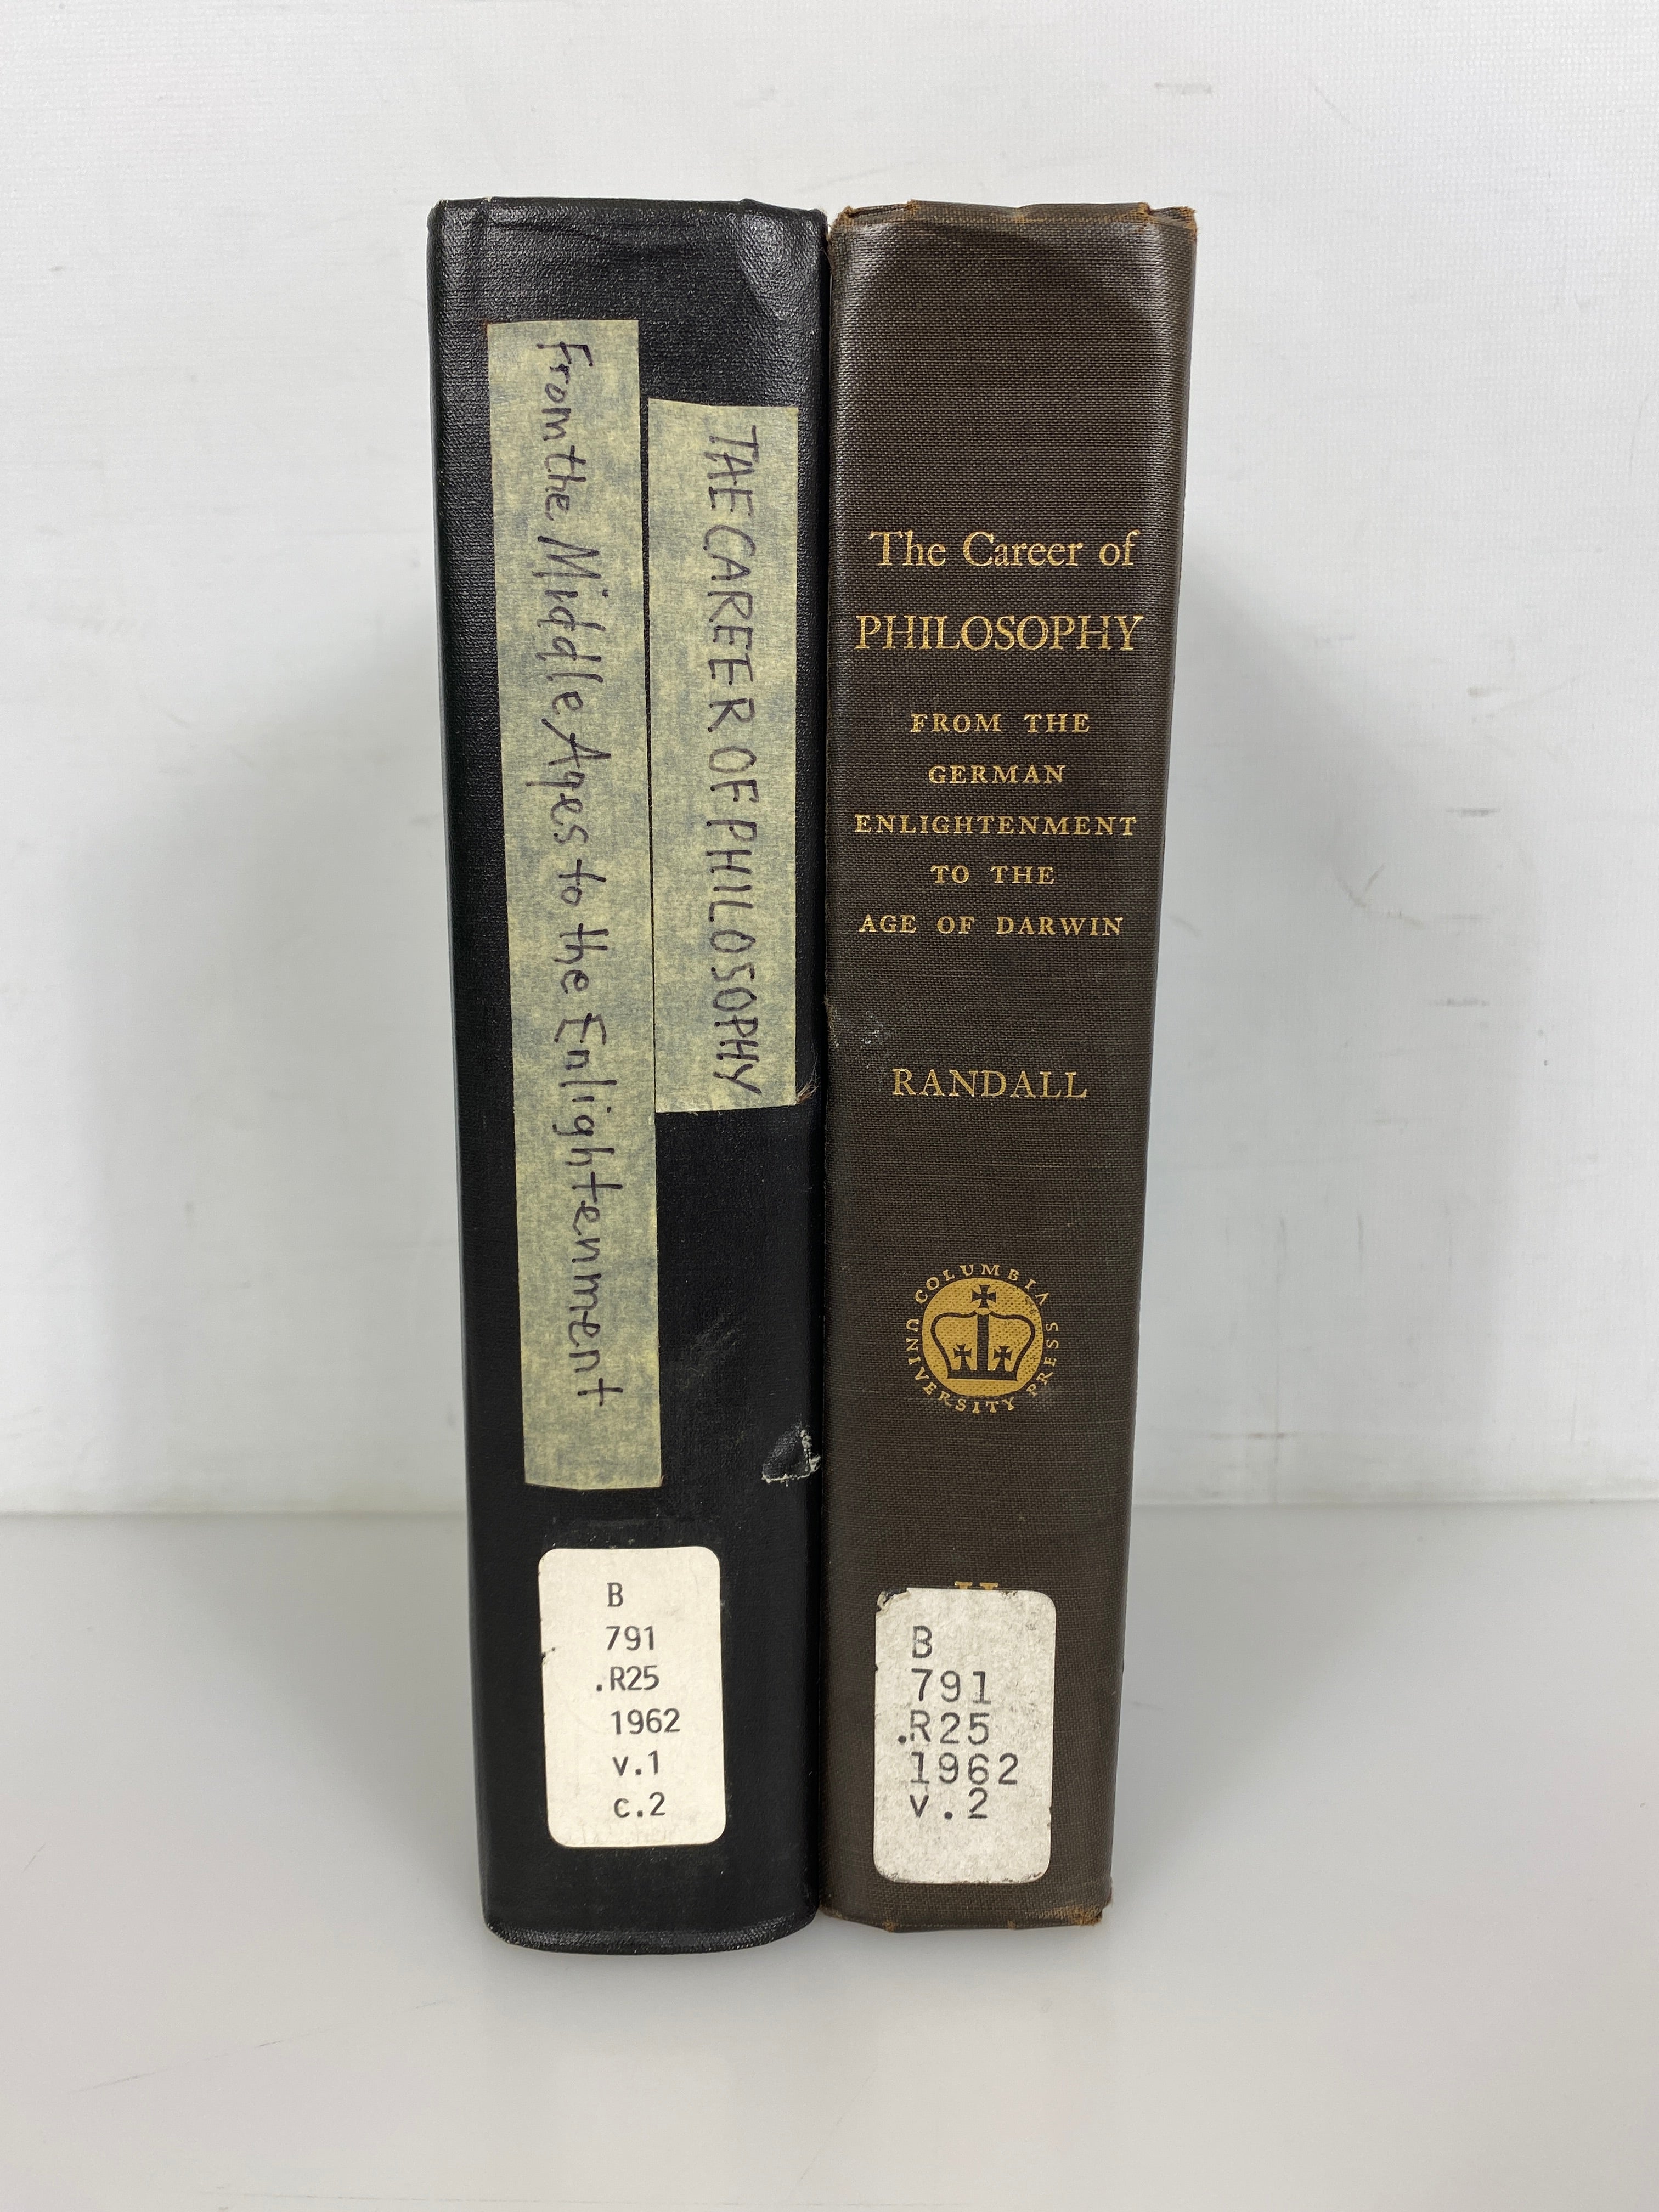 THE CAREER OF PHILOSOPHY
From the Middle Ages to the Enlightenment
B
791
.R25
1962
v.1
c.2
The Career of
PHILOSOPHY
FROM THE
GERMAN
ENLIGHTENMENT
TO THE
AGE OF DARWIN
RANDALL
COLUMBIA UNIVERSITY PRESS
II
B
791
.R25
1962
v.2